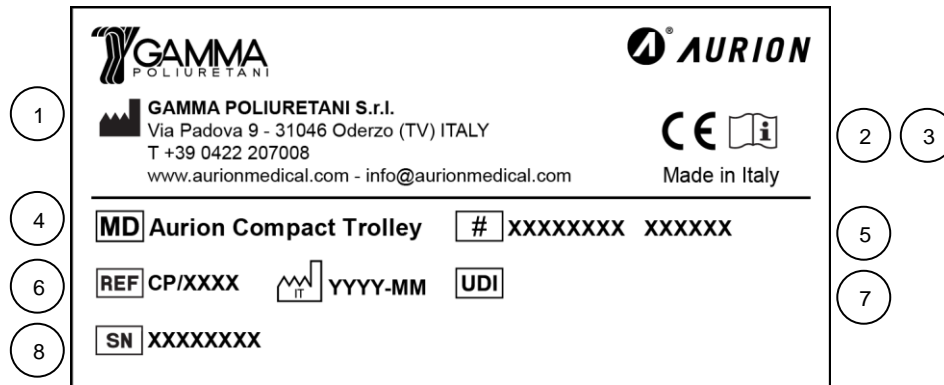 GAMMA
POLIURETANI
AURION
GAMMA POLIURETANI S.r.l.
Via Padova 9 - 31046 Oderzo (TV) ITALY
T +39 0422 207008
www.aurionmedical.com - info@aurionmedical.com
CE i
Made in Italy
1
2 3
MD Aurion Compact Trolley # XXXXXXXX XXXXXX
4
5
REF CP/XXXX IT YYYY-MM UDI
6
7
SN XXXXXXXX
8